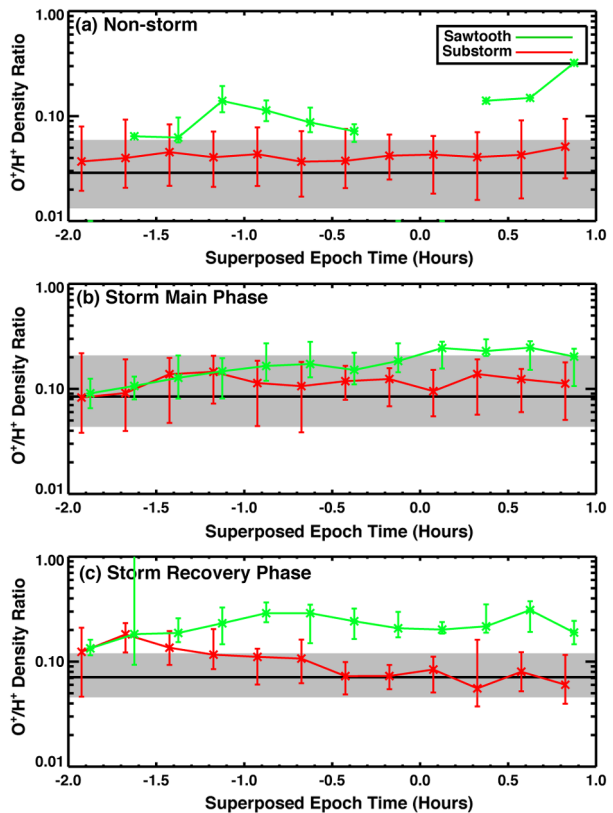 (a) Non-storm
Sawtooth
Substorm
1.00
0.10
0.01
O⁺/H⁺ Density Ratio
-2.0 -1.5 -1.0 -0.5 0.0 0.5 1.0
Superposed Epoch Time (Hours)
(b) Storm Main Phase
1.00
0.10
0.01
O⁺/H⁺ Density Ratio
-2.0 -1.5 -1.0 -0.5 0.0 0.5 1.0
Superposed Epoch Time (Hours)
(c) Storm Recovery Phase
1.00
0.10
0.01
O⁺/H⁺ Density Ratio
-2.0 -1.5 -1.0 -0.5 0.0 0.5 1.0
Superposed Epoch Time (Hours)